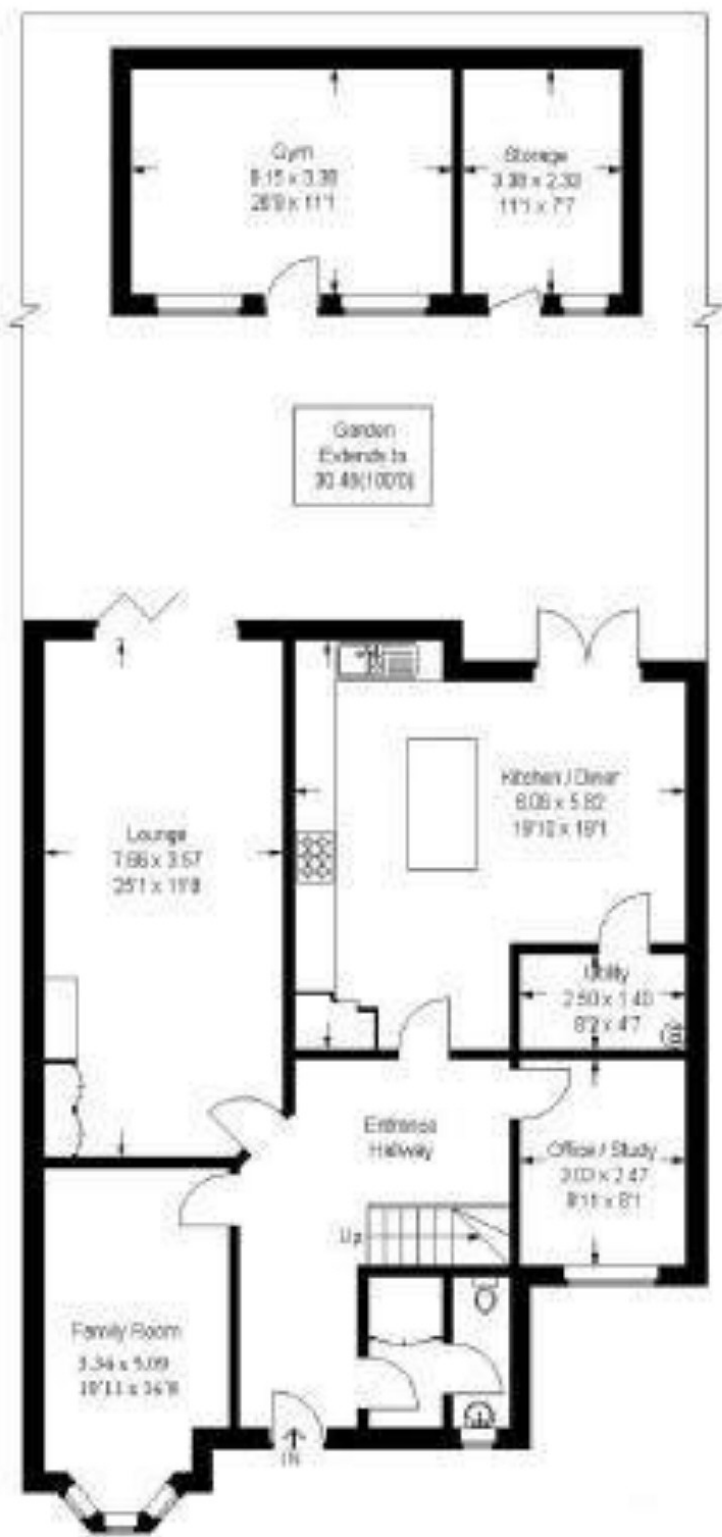 Gym
8.15 x 3.38
26'9 x 11'1
Storage
3.38 x 2.32
11'1 x 7'7
Garden
Extends to
30.48(100'0)
Kitchen / Diner
6.05 x 5.82
19'10 x 19'1
Lounge
7.66 x 3.57
25'1 x 11'8
Utility
2.50 x 1.40
8'2 x 4'7
Entrance
Hallway
Office / Study
3.03 x 2.47
9'11 x 8'1
Up
Family Room
3.34 x 5.09
10'11 x 16'8
IN